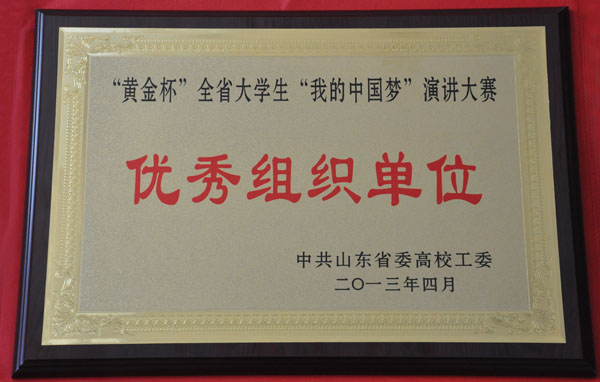 “黄金杯”全省大学生“我的中国梦”演讲大赛
优秀组织单位
中共山东省委高校工委
二〇一三年四月